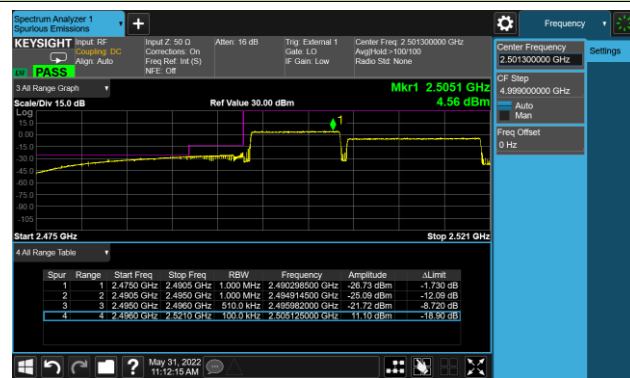 Spectrum Analyzer 1
Spurious Emissions
Frequency
KEYSIGHT Input: RF
Coupling: DC
Align: Auto
Input Z: 50 Ω
Corrections: On
Freq Ref: Int (S)
NFE: Off
Atten: 16 dB
Trig: External 1
Gate: LO
IF Gain: Low
Center Freq: 2.501300000 GHz
Avg|Hold:>100/100
Radio Std: None
PASS
Center Frequency
2.501300000 GHz
Settings
CF Step
4.999000000 GHz
Auto
Man
Freq Offset
0 Hz
3 All Range Graph
Mkr1 2.5051 GHz
Scale/Div 15.0 dB
Ref Value 30.00 dBm
4.56 dBm
Log
15.0
0.00
-15.0
-30.0
-45.0
-60.0
-75.0
-90.0
-105
1
Start 2.475 GHz
Stop 2.521 GHz
4 All Range Table
Spur Range Start Freq Stop Freq RBW Frequency Amplitude ΔLimit
1 1 2.4750 GHz 2.4905 GHz 1.000 MHz 2.490298500 GHz -26.73 dBm -1.730 dB
2 2 2.4905 GHz 2.4950 GHz 1.000 MHz 2.494914500 GHz -25.09 dBm -12.09 dB
3 3 2.4950 GHz 2.4960 GHz 510.0 kHz 2.495982000 GHz -21.72 dBm -8.720 dB
4 4 2.4960 GHz 2.5210 GHz 100.0 kHz 2.505125000 GHz 11.10 dBm -18.90 dB
May 31, 2022
11:12:15 AM